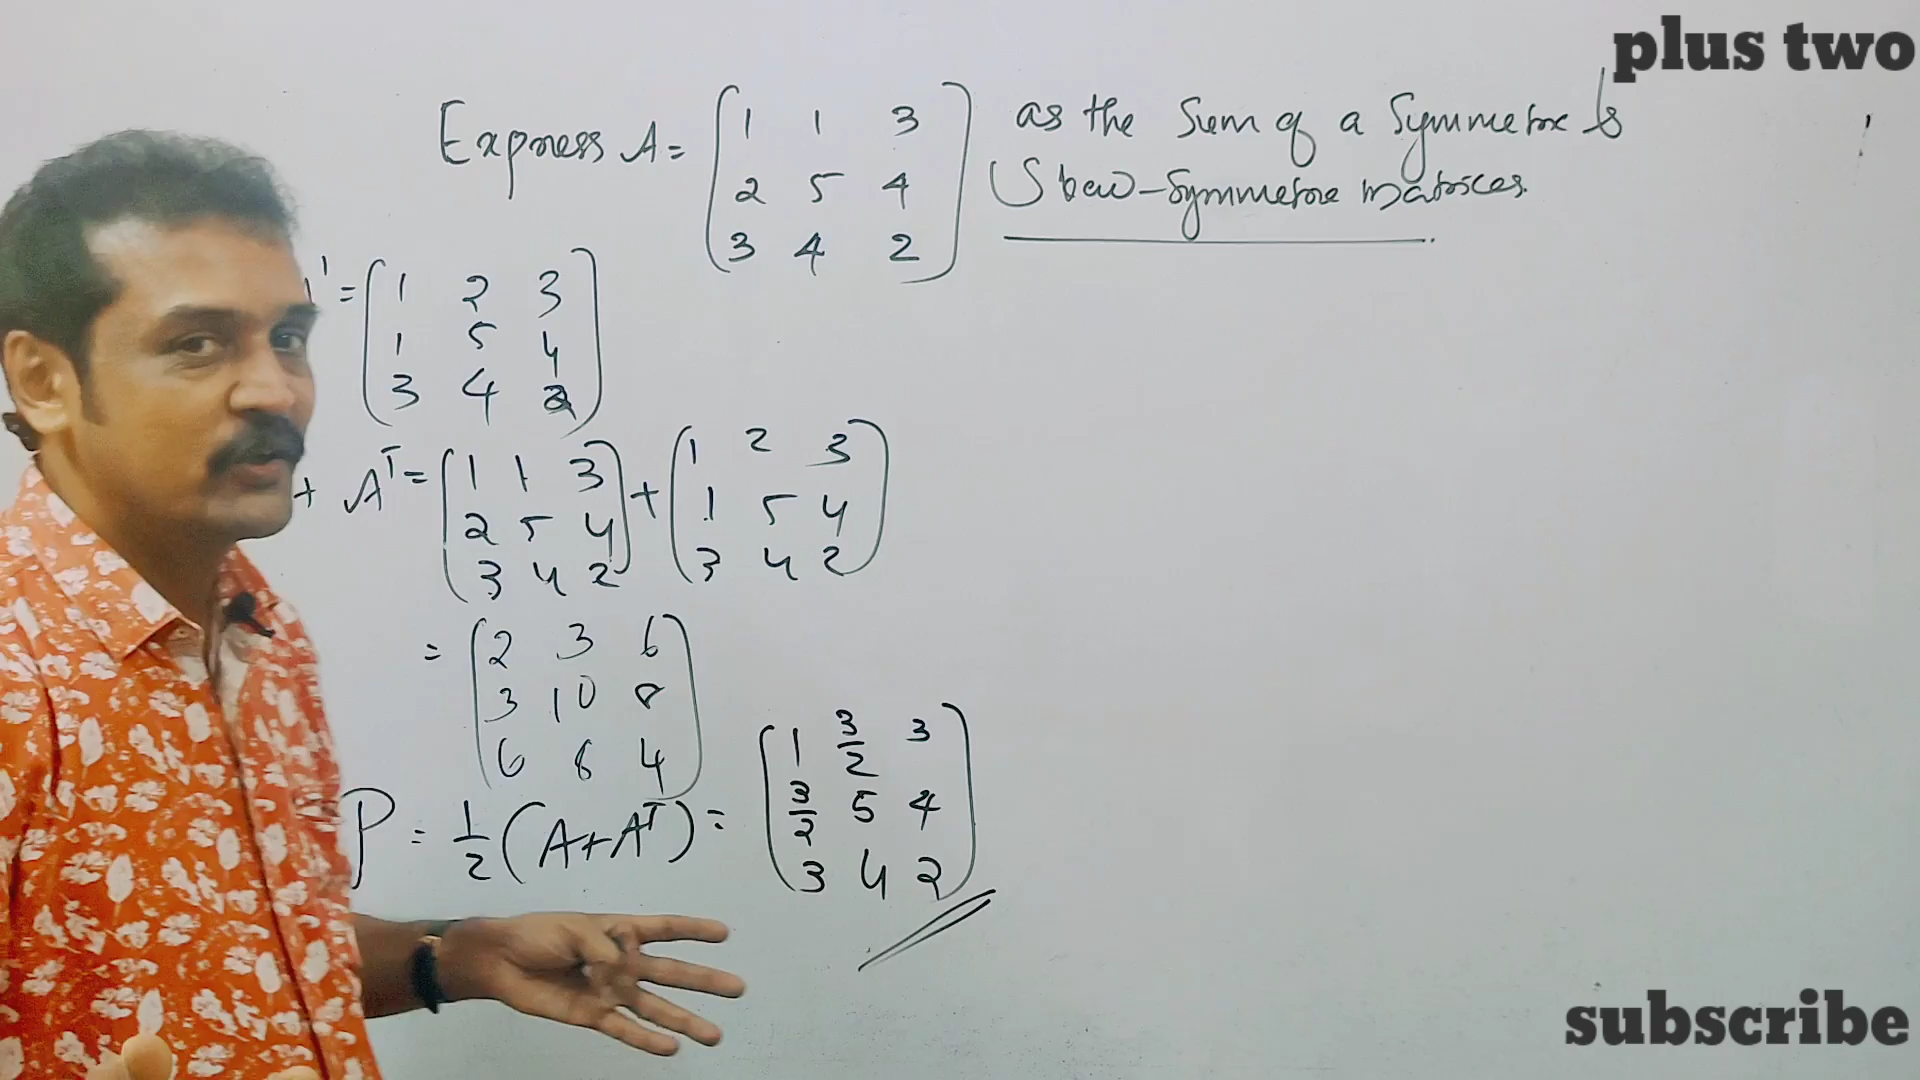 plus two
Express A = [1 1 3
2 5 4
3 4 2] as the Sum of a Symmetric &
Skew-Symmetric matrices.
' = [1 2 3
1 5 4
3 4 2]
+ Aᵀ = [1 1 3
2 5 4
3 4 2] + [1 2 3
1 5 4
3 4 2]
= [2 3 6
3 10 8
6 8 4]
P = 1/2 (A+Aᵀ) = [1 3/2 3
3/2 5 4
3 4 2]
subscribe